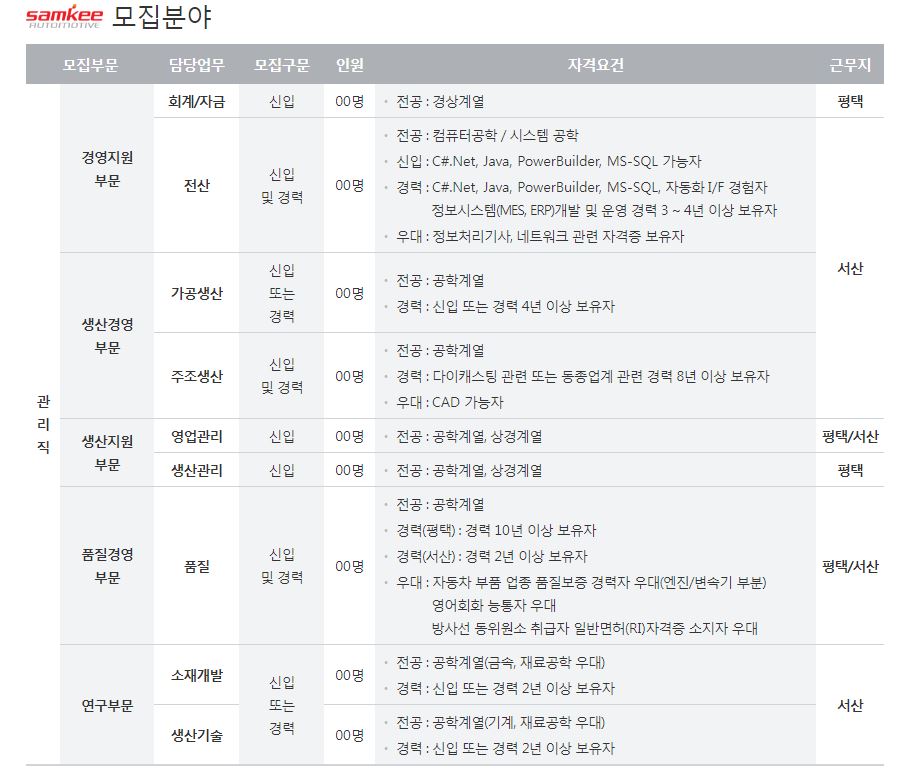 samkee
AUTOMOTIVE
모집분야
모집부문 담당업무 모집구문 인원 자격요건 근무지
관리직
경영지원
부문
회계/자금 신입 00명 • 전공 : 경상계열 평택
전산 신입
및 경력 00명
• 전공 : 컴퓨터공학 / 시스템 공학
• 신입 : C#.Net, Java, PowerBuilder, MS-SQL 가능자
• 경력 : C#.Net, Java, PowerBuilder, MS-SQL, 자동화 I/F 경험자
정보시스템(MES, ERP)개발 및 운영 경력 3 ~ 4년 이상 보유자
• 우대 : 정보처리기사, 네트워크 관련 자격증 보유자
서산
생산경영
부문
가공생산 신입
또는
경력 00명
• 전공 : 공학계열
• 경력 : 신입 또는 경력 4년 이상 보유자
주조생산 신입
및 경력 00명
• 전공 : 공학계열
• 경력 : 다이캐스팅 관련 또는 동종업계 관련 경력 8년 이상 보유자
• 우대 : CAD 가능자
생산지원
부문
영업관리 신입 00명 • 전공 : 공학계열, 상경계열 평택/서산
생산관리 신입 00명 • 전공 : 공학계열, 상경계열 평택
품질경영
부문
품질 신입
및 경력 00명
• 전공 : 공학계열
• 경력(평택) : 경력 10년 이상 보유자
• 경력(서산) : 경력 2년 이상 보유자
• 우대 : 자동차 부품 업종 품질보증 경력자 우대(엔진/변속기 부분)
영어회화 능통자 우대
방사선 동위원소 취급자 일반면허(RI)자격증 소지자 우대
평택/서산
연구부문
소재개발 신입
또는
경력 00명
• 전공 : 공학계열(금속, 재료공학 우대)
• 경력 : 신입 또는 경력 2년 이상 보유자
서산
생산기술 00명
• 전공 : 공학계열(기계, 재료공학 우대)
• 경력 : 신입 또는 경력 2년 이상 보유자